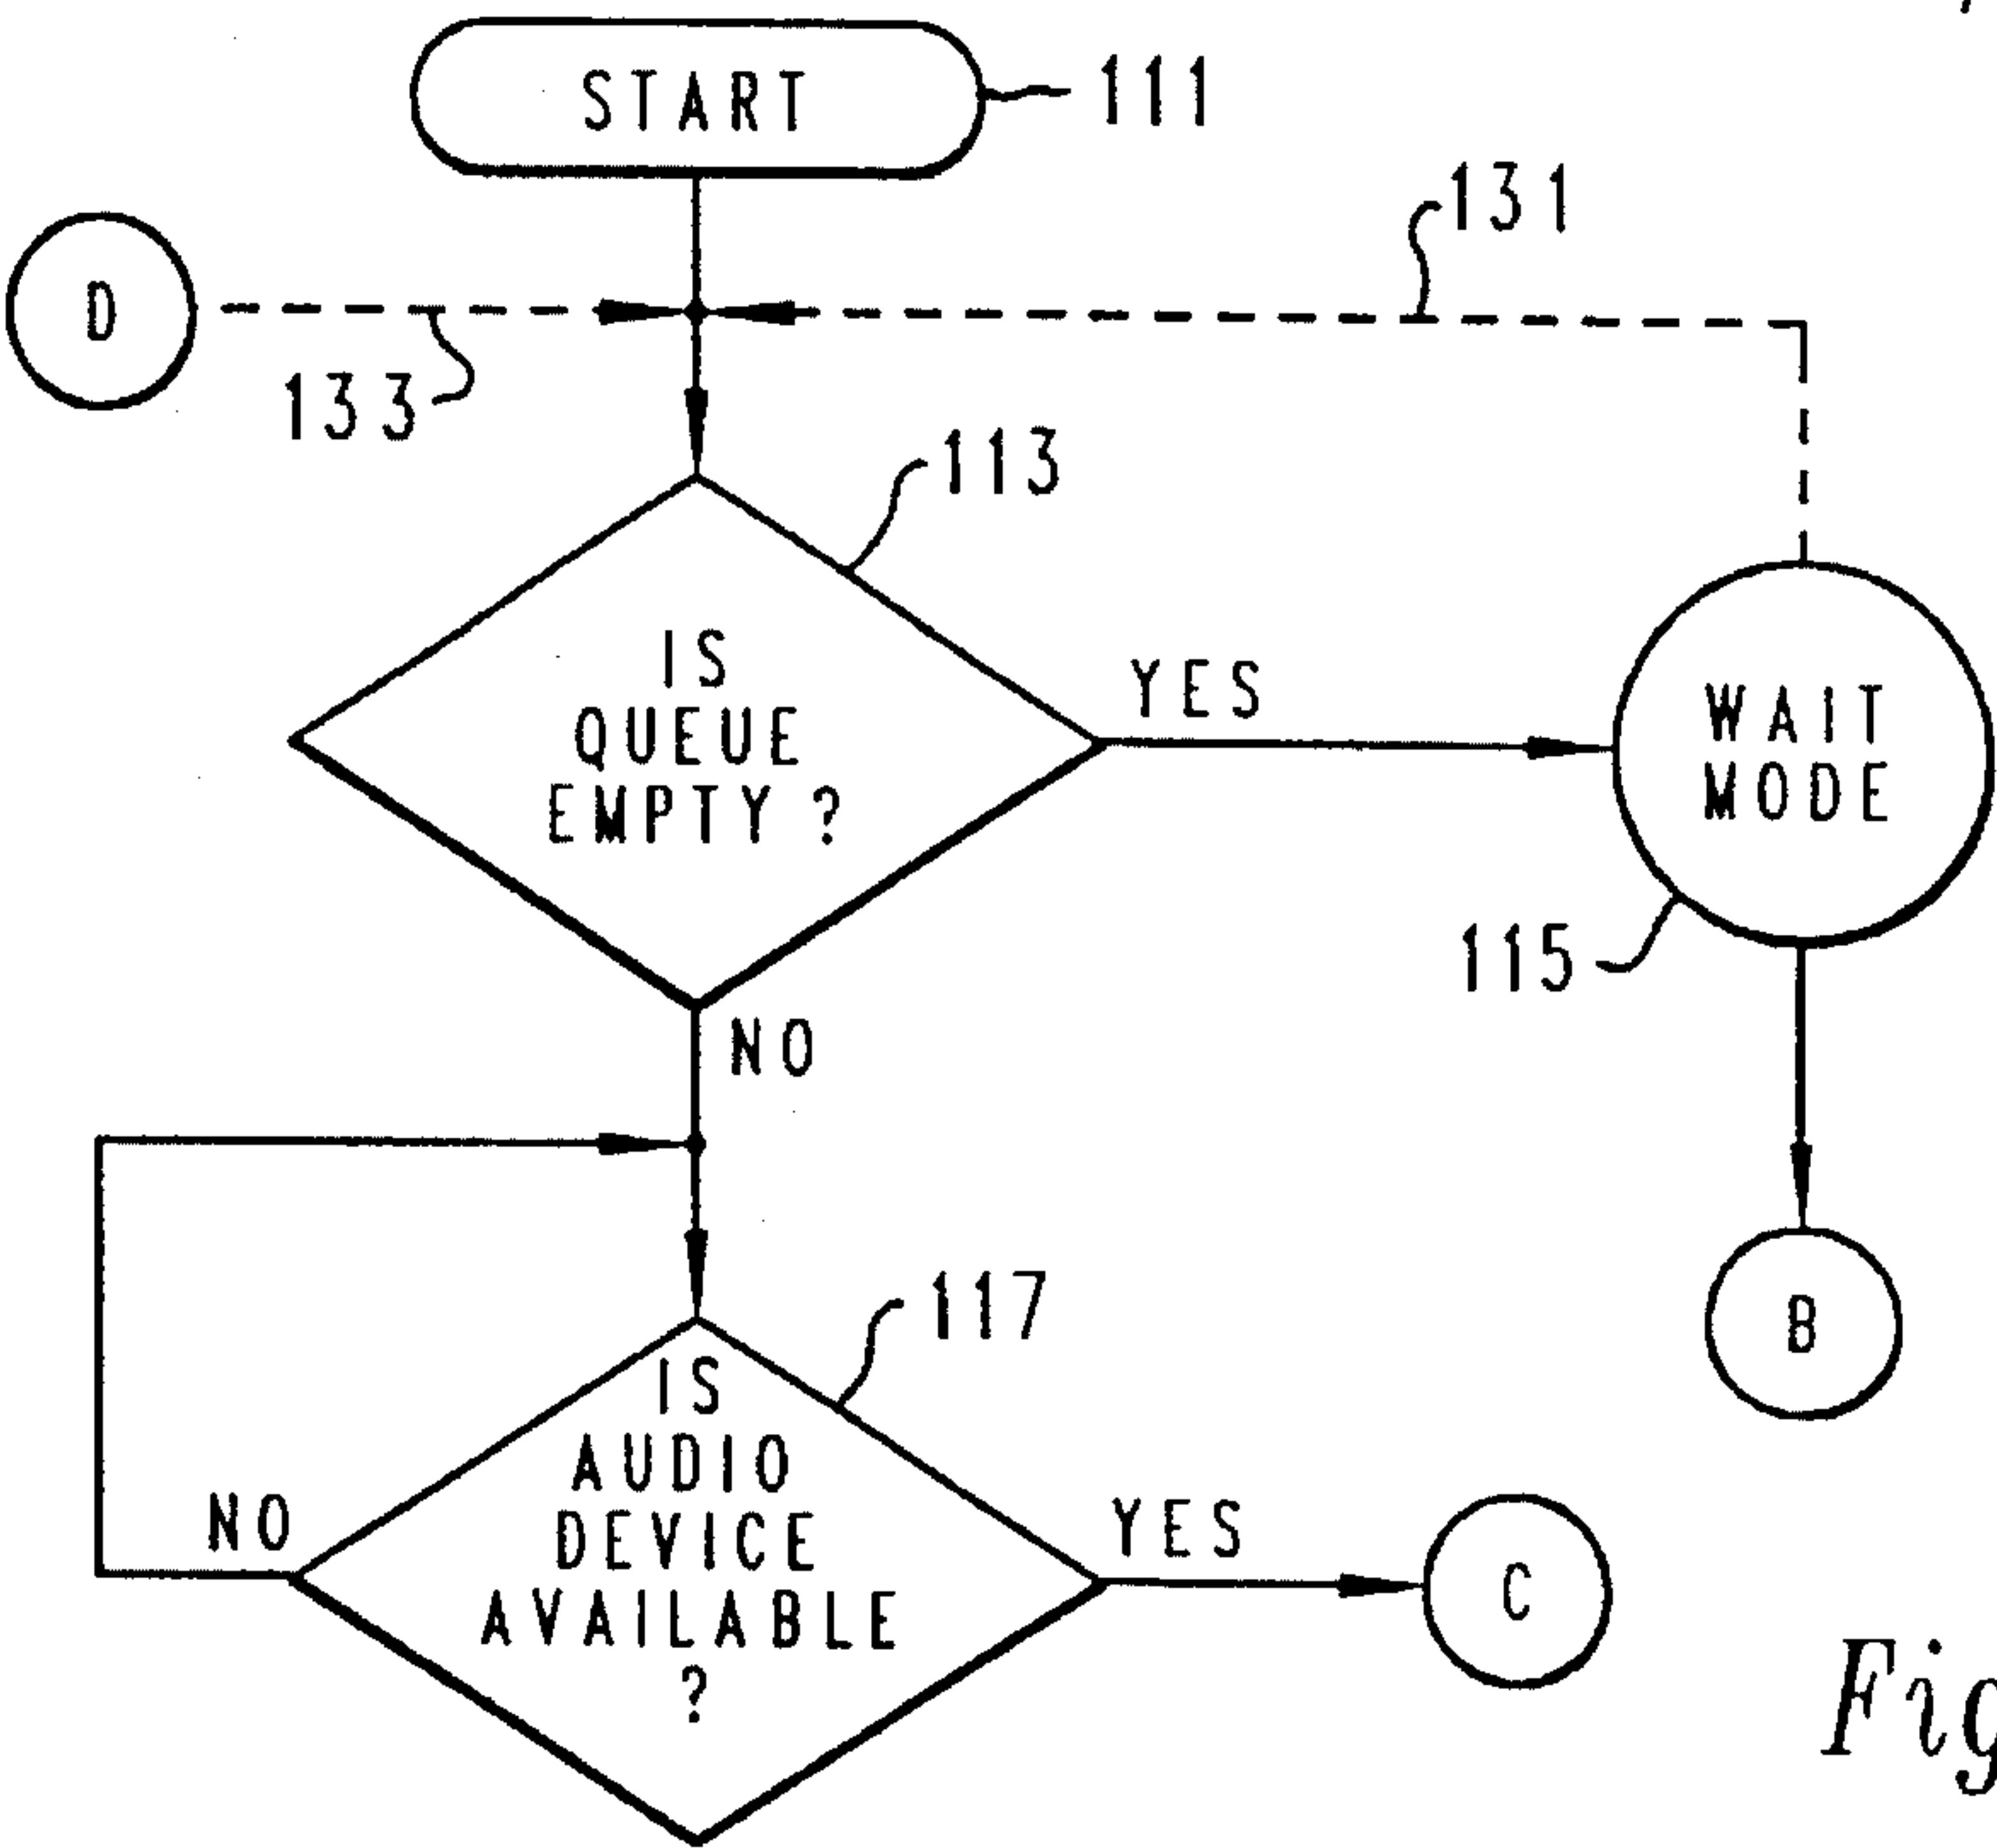 START
111
131
D
133
113
IS
QUEUE
EMPTY ?
YES
WAIT
MODE
115
NO
117
B
IS
AUDIO
DEVICE
AVAILABLE
?
NO
YES
C
Fig